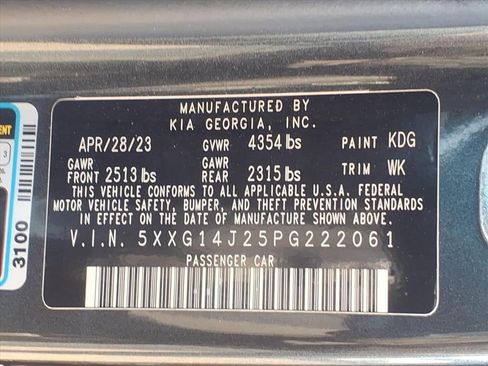 MANUFACTURED BY
KIA GEORGIA, INC.
APR/28/23 GVWR 4354 lbs PAINT KDG
GAWR FRONT 2513 lbs GAWR REAR 2315 lbs TRIM WK
THIS VEHICLE CONFORMS TO ALL APPLICABLE U.S.A. FEDERAL
MOTOR VEHICLE SAFETY, BUMPER, AND THEFT PREVENTION STANDARDS
IN EFFECT ON THE DATE OF MANUFACTURE SHOWN ABOVE.
V.I.N. 5XXG14J25PG222061
PASSENGER CAR
3100
3